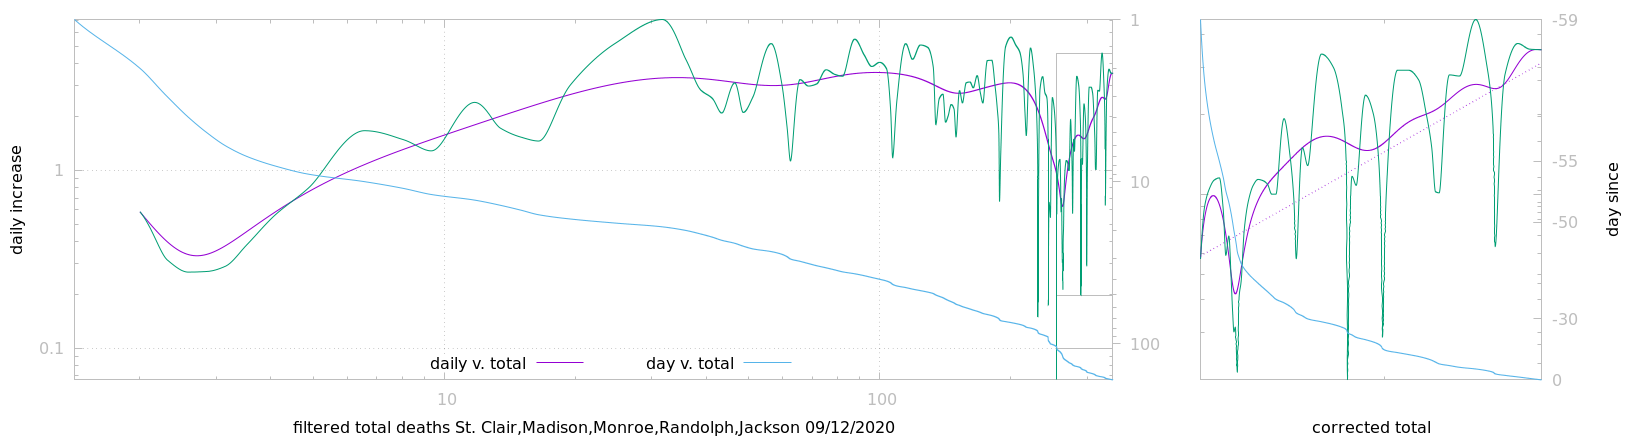 daily increase
1
0.1
10
100
1
10
100
daily v. total
day v. total
filtered total deaths St. Clair,Madison,Monroe,Randolph,Jackson 09/12/2020
-59
-55
-50
-30
0
day since
corrected total